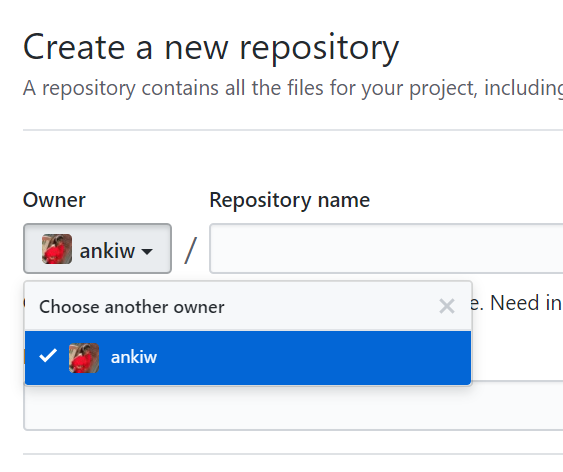 Create a new repository
A repository contains all the files for your project, including
Owner
Repository name
ankiw
/
Choose another owner
e. Need in
ankiw